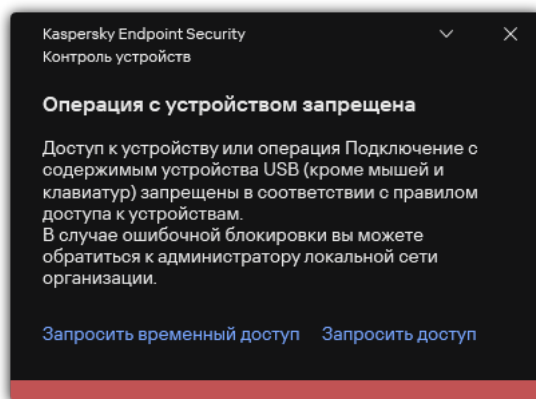 Kaspersky Endpoint Security
Контроль устройств
Операция с устройством запрещена
Доступ к устройству или операция Подключение с
содержимым устройства USB (кроме мышей и
клавиатур) запрещены в соответствии с правилом
доступа к устройствам.
В случае ошибочной блокировки вы можете
обратиться к администратору локальной сети
организации.
Запросить временный доступ Запросить доступ